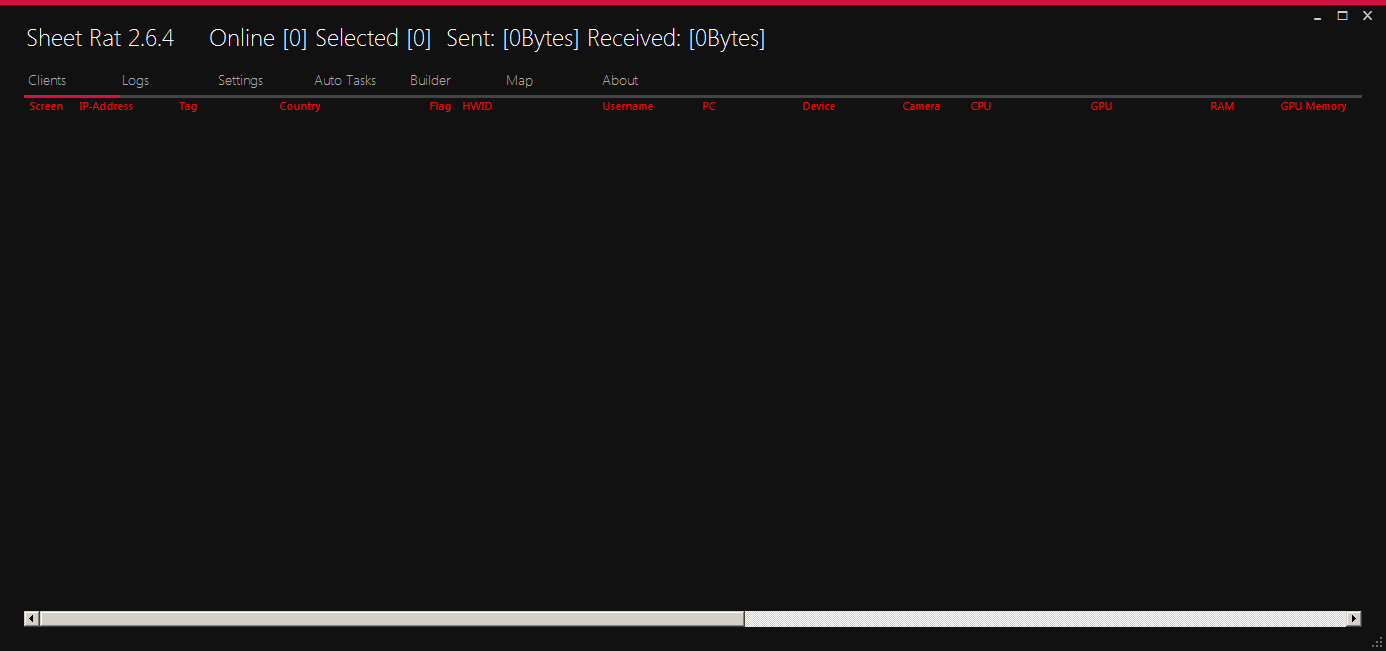 Sheet Rat 2.6.4 Online [0] Selected [0] Sent: [0Bytes] Received: [0Bytes]
Clients Logs Settings Auto Tasks Builder Map About
Screen IP-Address Tag Country Flag HWID Username PC Device Camera CPU GPU RAM GPU Memory